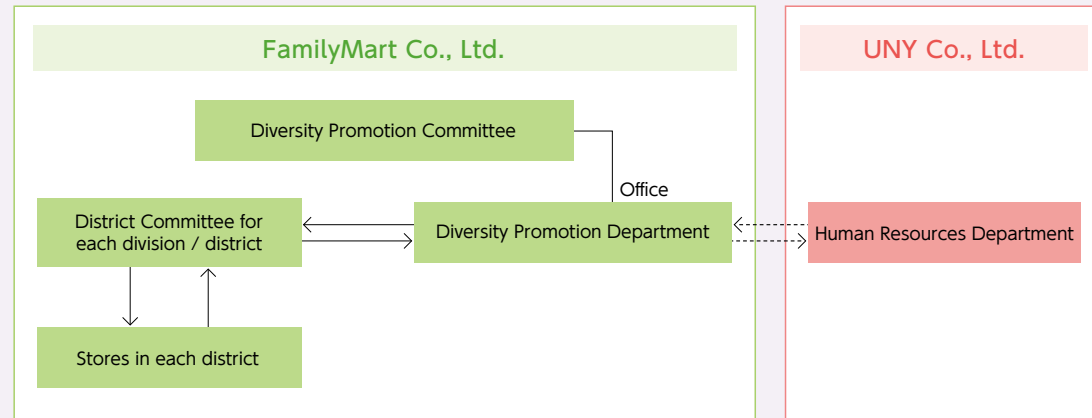 FamilyMart Co., Ltd.
UNY Co., Ltd.
Diversity Promotion Committee
Office
District Committee for
each division / district
Diversity Promotion Department
Human Resources Department
Stores in each district